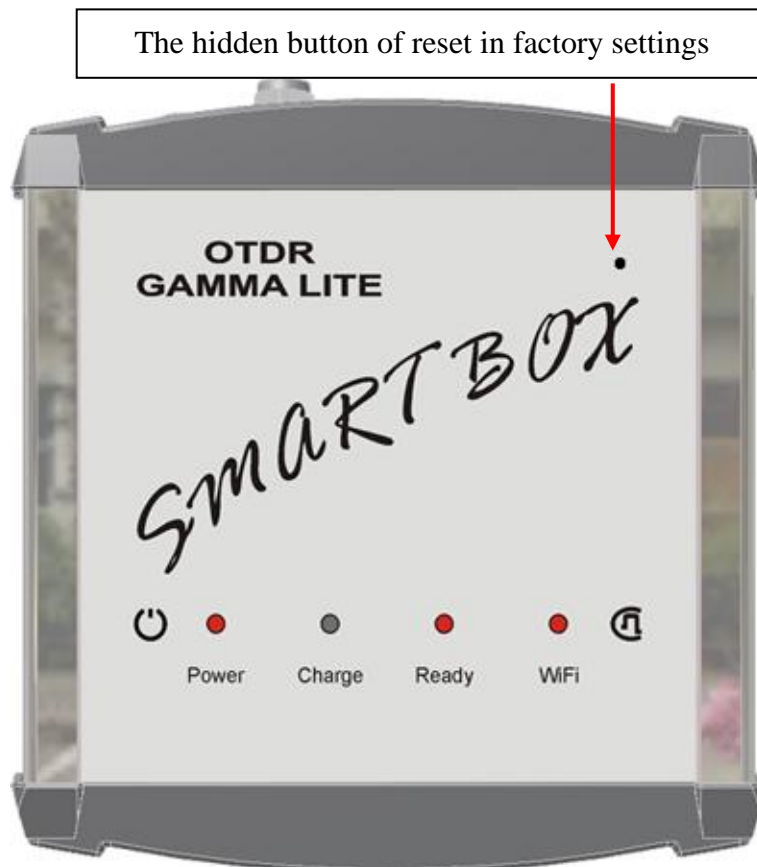 The hidden button of reset in factory settings
OTDR
GAMMA LITE
SMARTBOX
Power Charge Ready WiFi